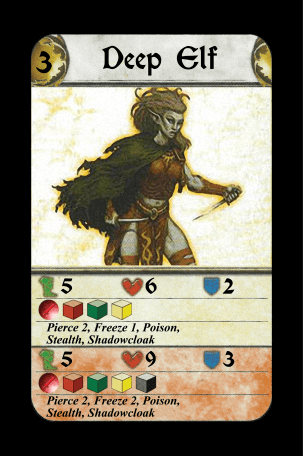 3 Deep Elf
5 6 2
Pierce 2, Freeze 1, Poison,
Stealth, Shadowcloak
5 9 3
Pierce 2, Freeze 2, Poison,
Stealth, Shadowcloak